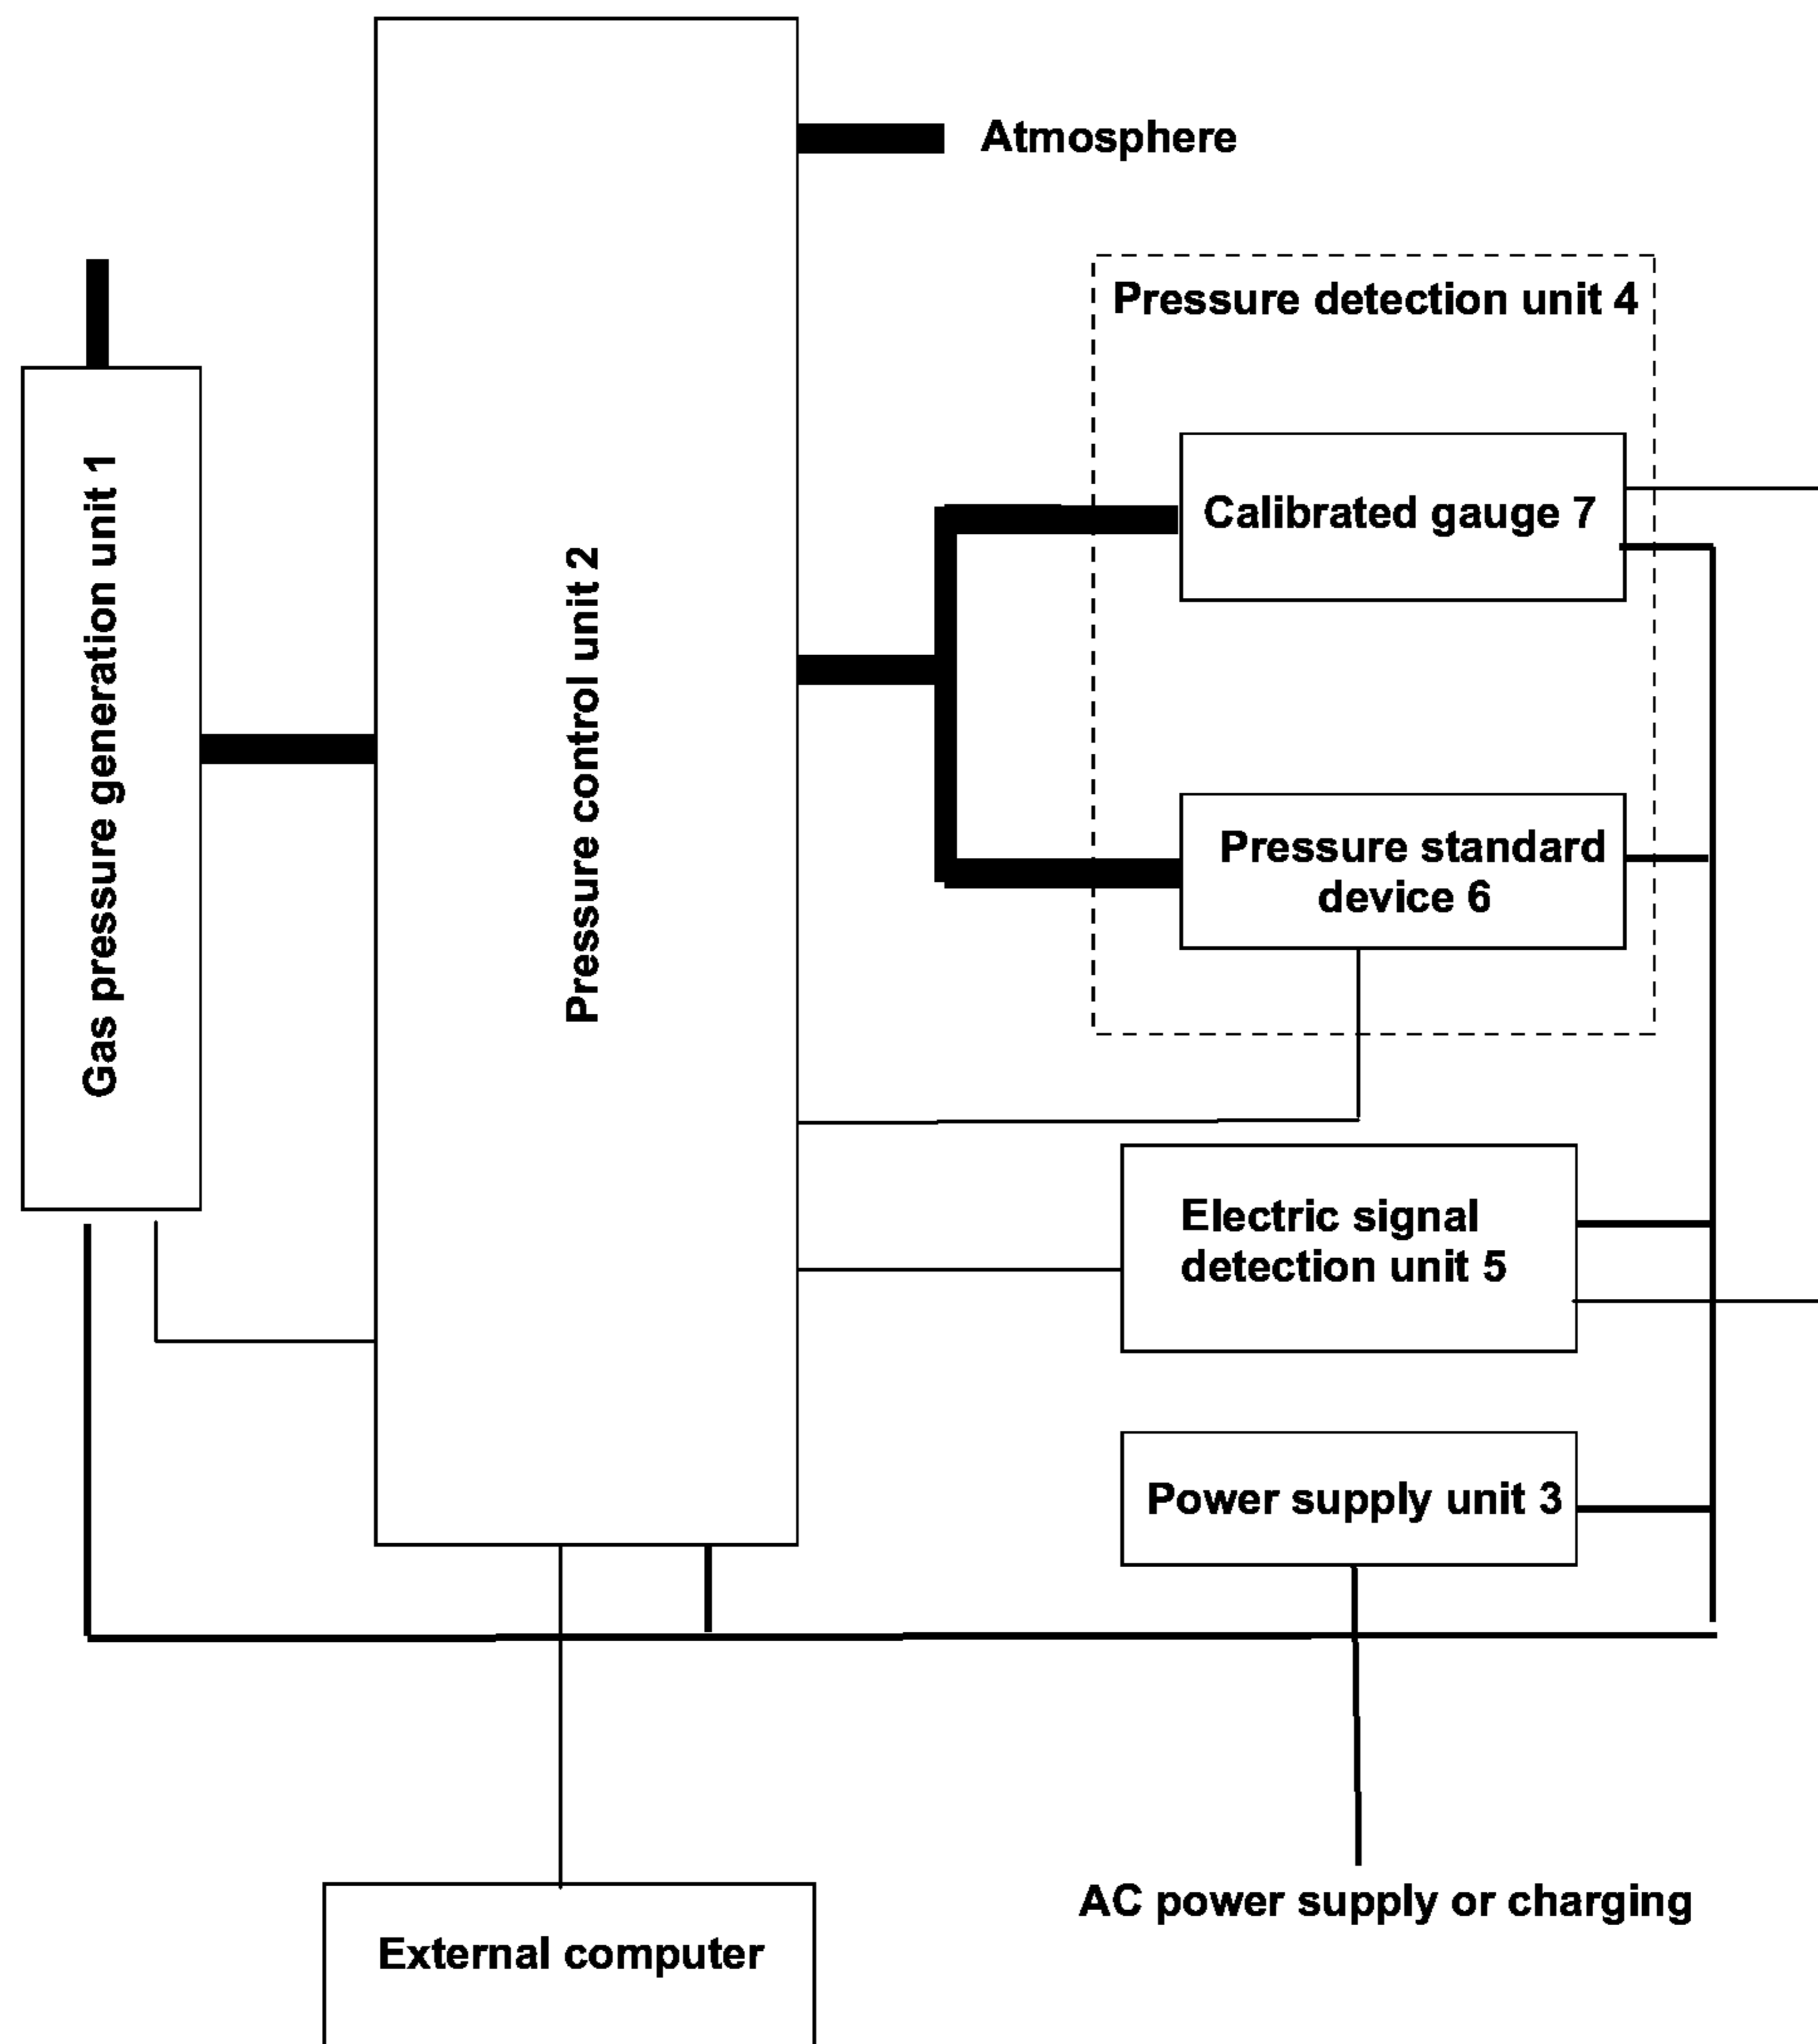 Atmosphere
Pressure detection unit 4
Gas pressure generation unit 1
Pressure control unit 2
Calibrated gauge 7
Pressure standard
device 6
Electric signal
detection unit 5
Power supply unit 3
AC power supply or charging
External computer